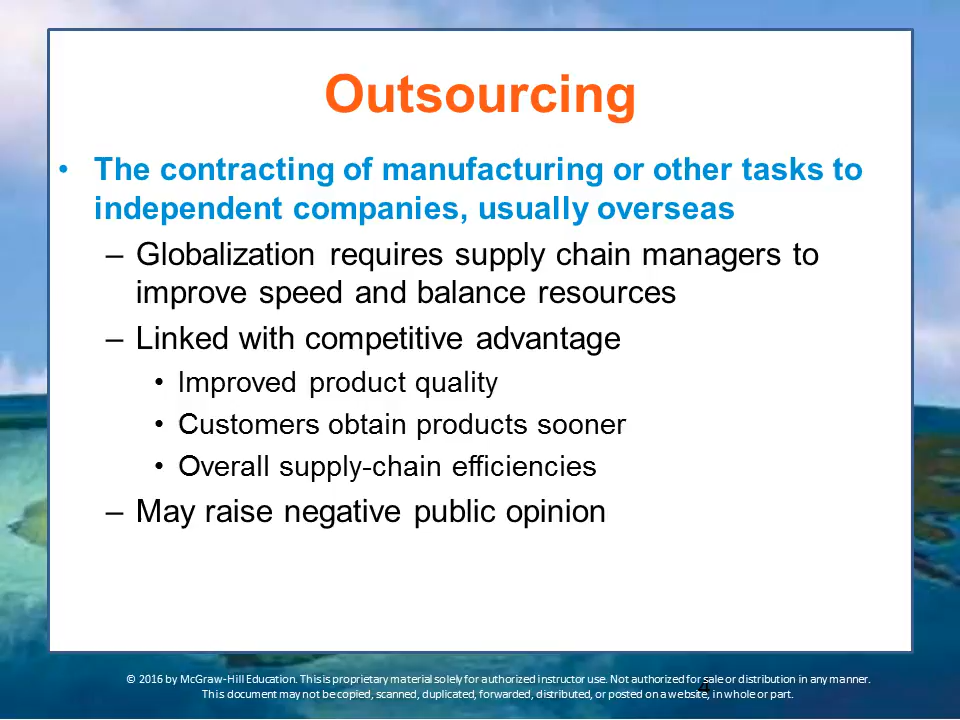 Outsourcing
• The contracting of manufacturing or other tasks to
independent companies, usually overseas
– Globalization requires supply chain managers to
improve speed and balance resources
– Linked with competitive advantage
• Improved product quality
• Customers obtain products sooner
• Overall supply-chain efficiencies
– May raise negative public opinion
© 2016 by McGraw-Hill Education. This is proprietary material solely for authorized instructor use. Not authorized for sale or distribution in any manner.
This document may not be copied, scanned, duplicated, forwarded, distributed, or posted on a website, in whole or part.
4